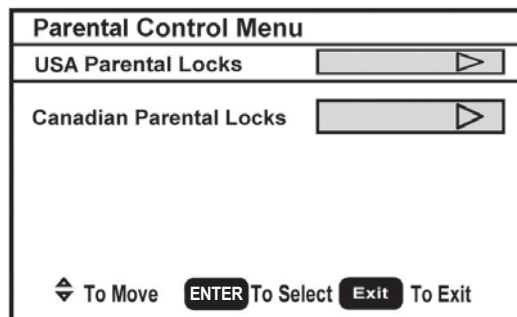 Parental Control Menu
USA Parental Locks
Canadian Parental Locks
To Move ENTER To Select Exit To Exit